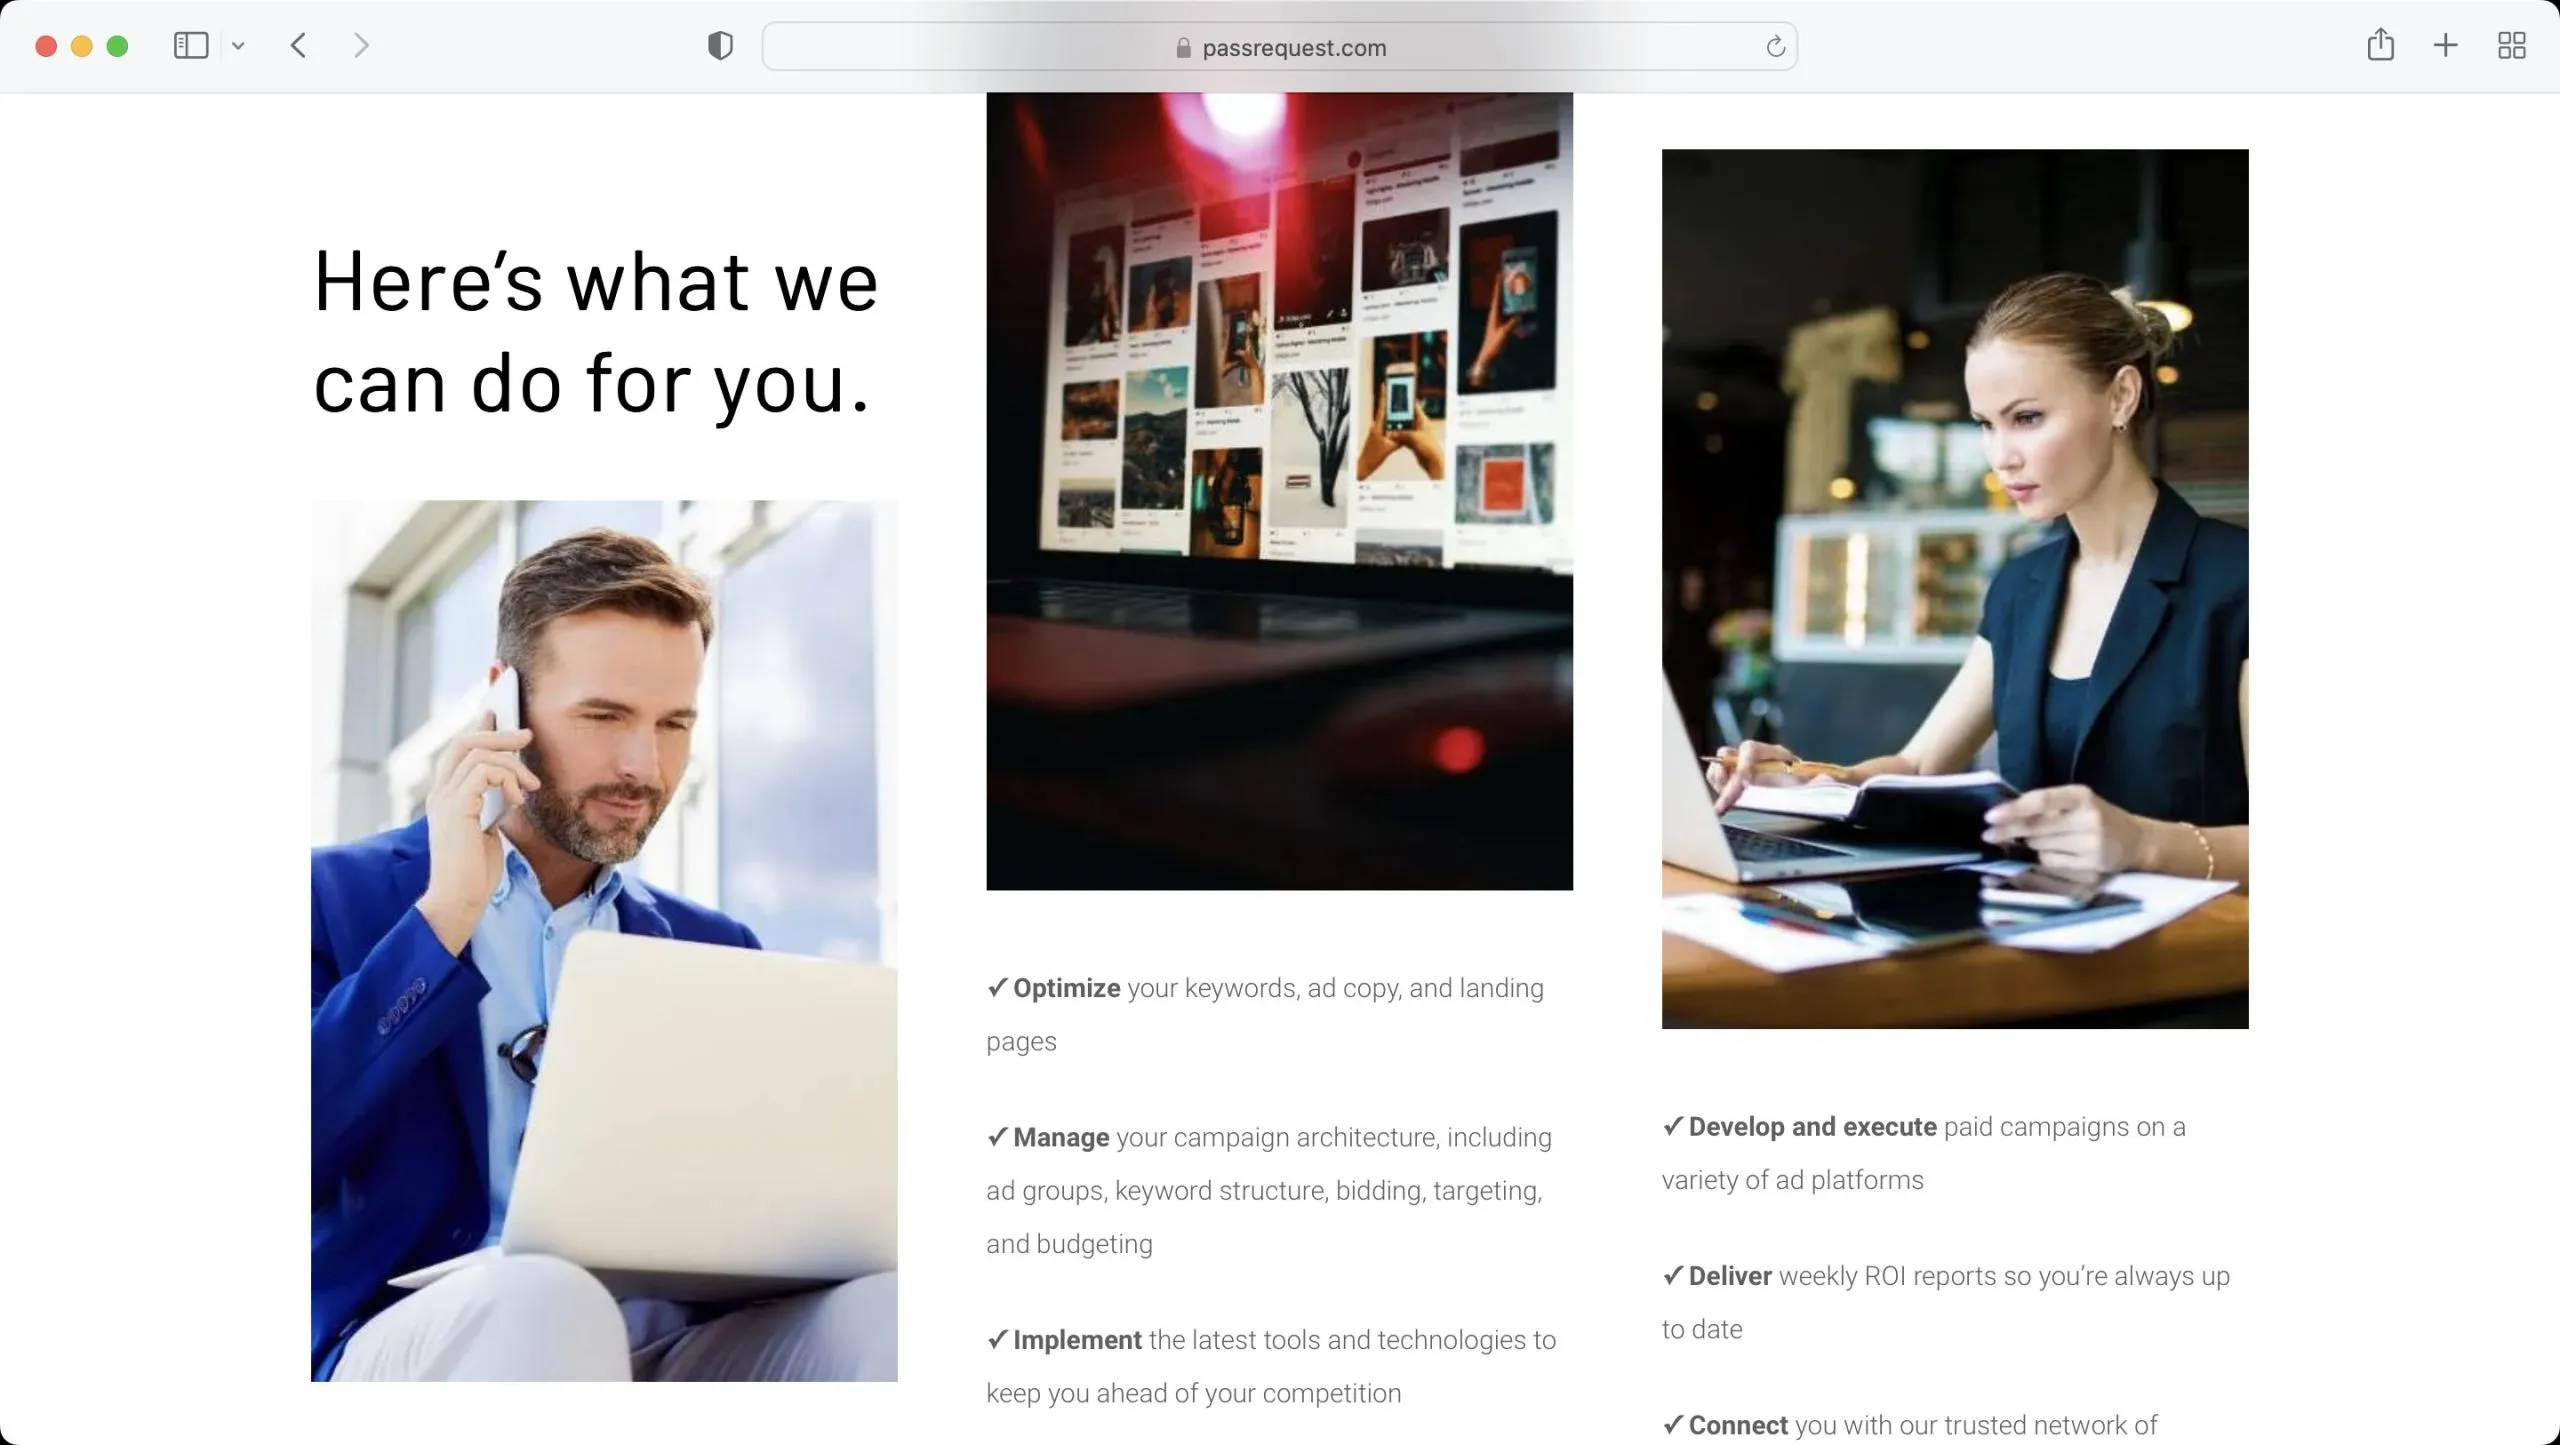 passrequest.com
Here’s what we
can do for you.
✓ Optimize your keywords, ad copy, and landing
pages
✓ Manage your campaign architecture, including
ad groups, keyword structure, bidding, targeting,
and budgeting
✓ Implement the latest tools and technologies to
keep you ahead of your competition
✓ Develop and execute paid campaigns on a
variety of ad platforms
✓ Deliver weekly ROI reports so you’re always up
to date
✓ Connect you with our trusted network of